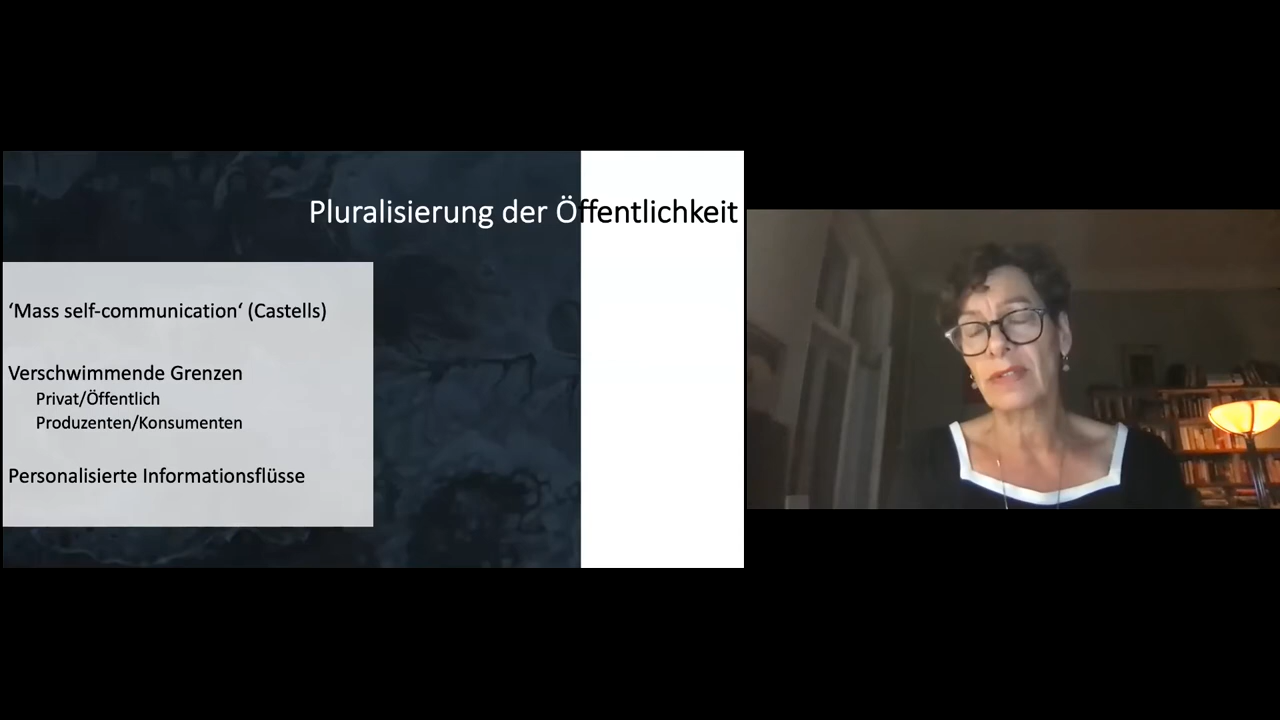 Pluralisierung der Öffentlichkeit
‘Mass self-communication‘ (Castells)
Verschwimmende Grenzen
Privat/Öffentlich
Produzenten/Konsumenten
Personalisierte Informationsflüsse